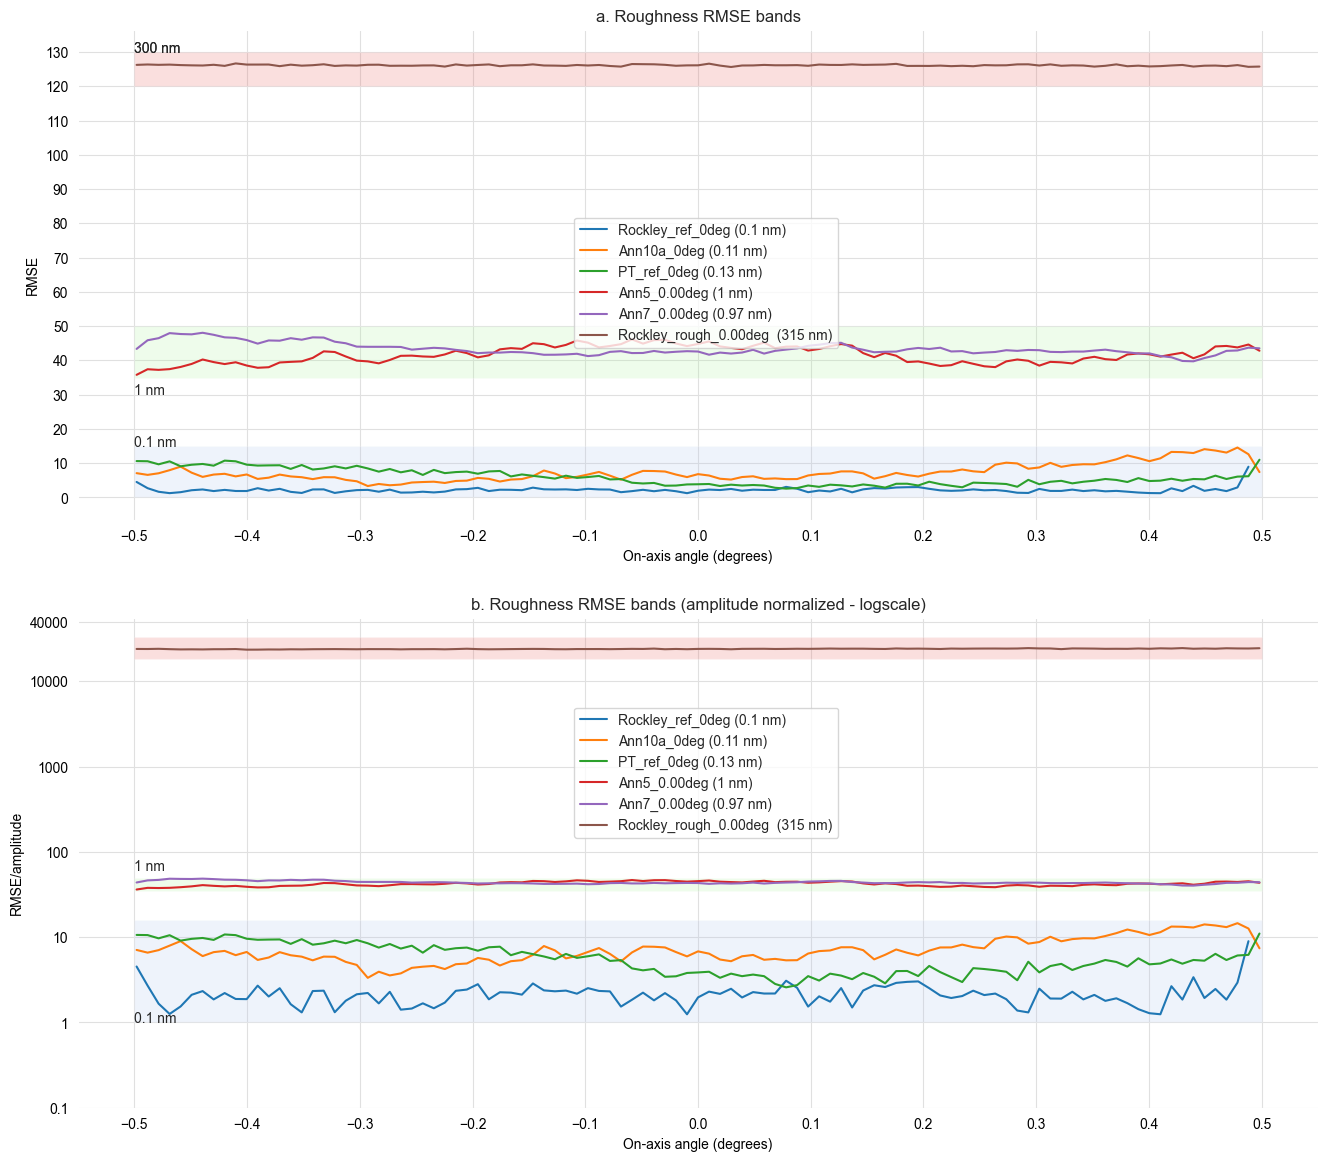 a. Roughness RMSE bands
300 nm
130
120
110
100
90
80
70
60
50
40
30
20
10
0
RMSE
Rockley_ref_0deg (0.1 nm)
Ann10a_0deg (0.11 nm)
PT_ref_0deg (0.13 nm)
Ann5_0.00deg (1 nm)
Ann7_0.00deg (0.97 nm)
Rockley_rough_0.00deg  (315 nm)
1 nm
0.1 nm
−0.5 −0.4 −0.3 −0.2 −0.1 0.0 0.1 0.2 0.3 0.4 0.5
On-axis angle (degrees)
b. Roughness RMSE bands (amplitude normalized - logscale)
40000
10000
1000
100
10
1
0.1
RMSE/amplitude
Rockley_ref_0deg (0.1 nm)
Ann10a_0deg (0.11 nm)
PT_ref_0deg (0.13 nm)
Ann5_0.00deg (1 nm)
Ann7_0.00deg (0.97 nm)
Rockley_rough_0.00deg  (315 nm)
1 nm
0.1 nm
−0.5 −0.4 −0.3 −0.2 −0.1 0.0 0.1 0.2 0.3 0.4 0.5
On-axis angle (degrees)